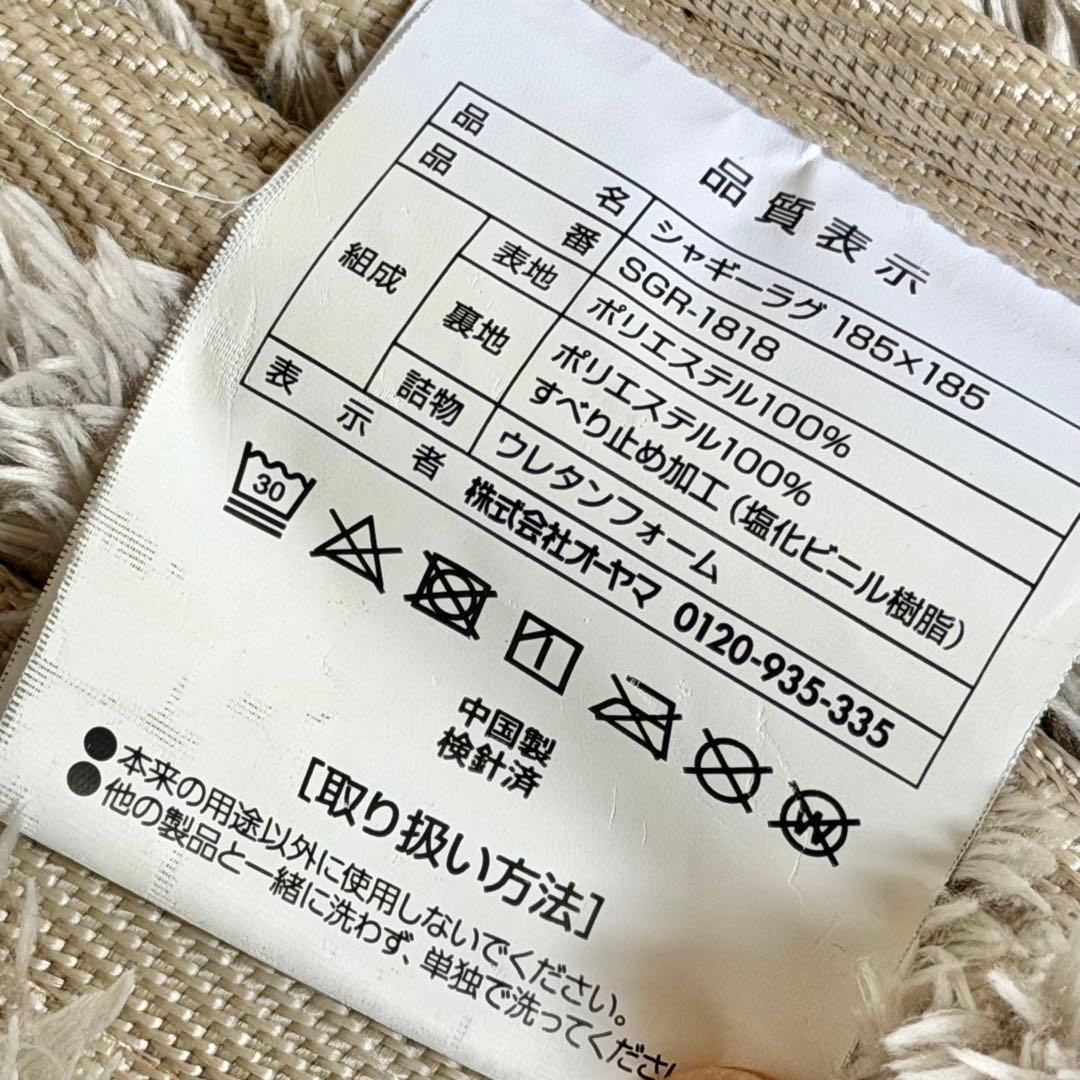 品質表示
品名 シャギーラグ 185×185
品番 SGR-1818
組成 表地 ポリエステル100%
裏地 ポリエステル100%
すべり止め加工(塩化ビニル樹脂)
詰物 ウレタンフォーム
表示者 株式会社オーヤマ 0120-935-335
30
W
中国製
検針済
[取り扱い方法]
●本来の用途以外に使用しないでください。
●他の製品と一緒に洗わず、単独で洗ってくださ